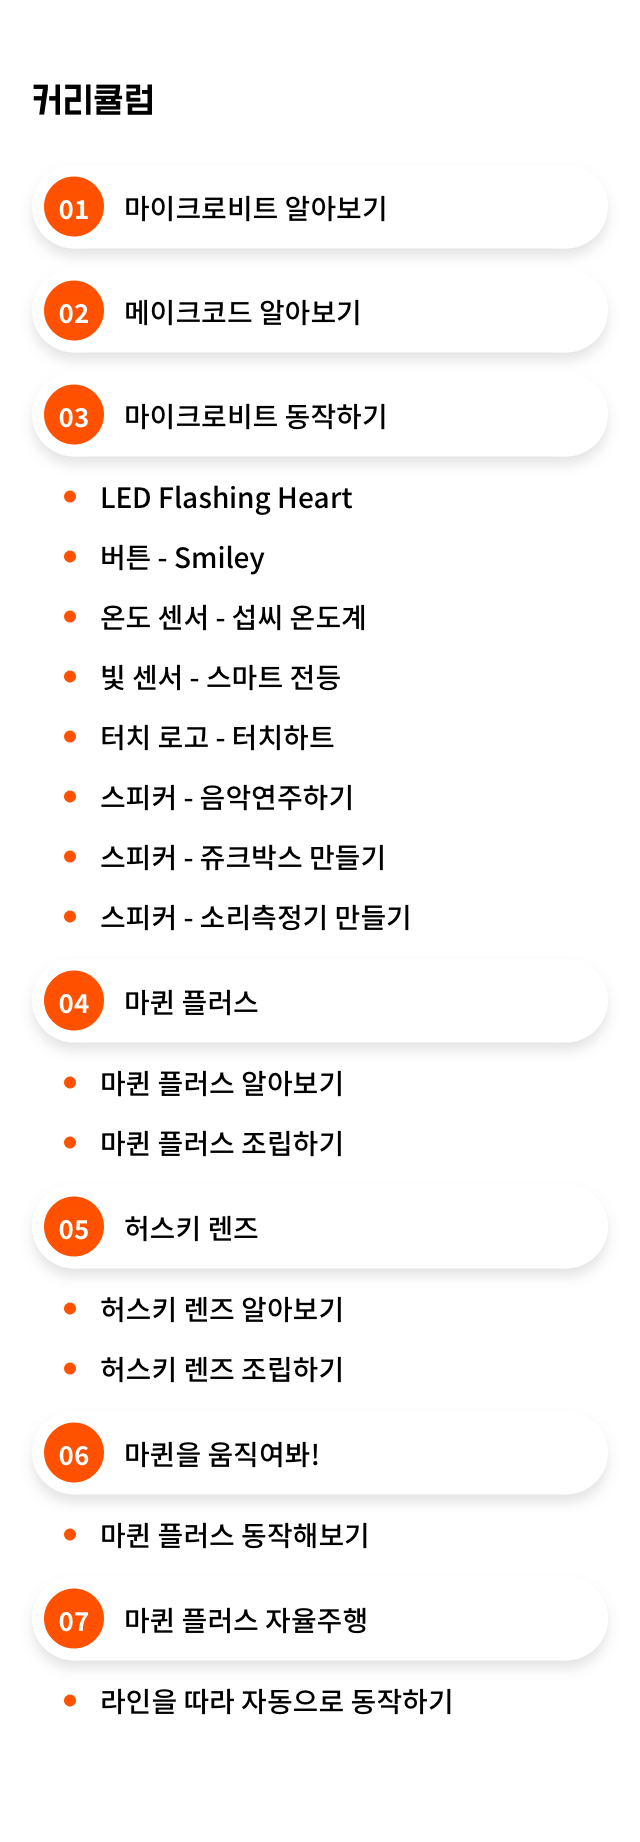 커리큘럼
01 마이크로비트 알아보기
02 메이크코드 알아보기
03 마이크로비트 동작하기
LED Flashing Heart
버튼 - Smiley
온도 센서 - 섭씨 온도계
빛 센서 - 스마트 전등
터치 로고 - 터치하트
스피커 - 음악연주하기
스피커 - 쥬크박스 만들기
스피커 - 소리측정기 만들기
04 마퀸 플러스
마퀸 플러스 알아보기
마퀸 플러스 조립하기
05 허스키 렌즈
허스키 렌즈 알아보기
허스키 렌즈 조립하기
06 마퀸을 움직여봐!
마퀸 플러스 동작해보기
07 마퀸 플러스 자율주행
라인을 따라 자동으로 동작하기